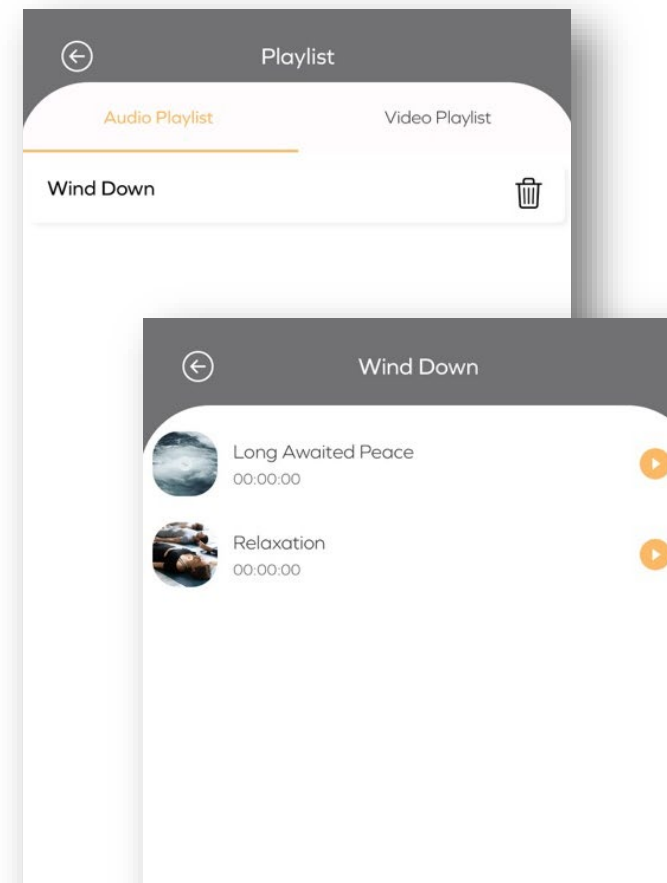 Playlist
Audio Playlist Video Playlist
Wind Down
Wind Down
Long Awaited Peace
00:00:00
Relaxation
00:00:00